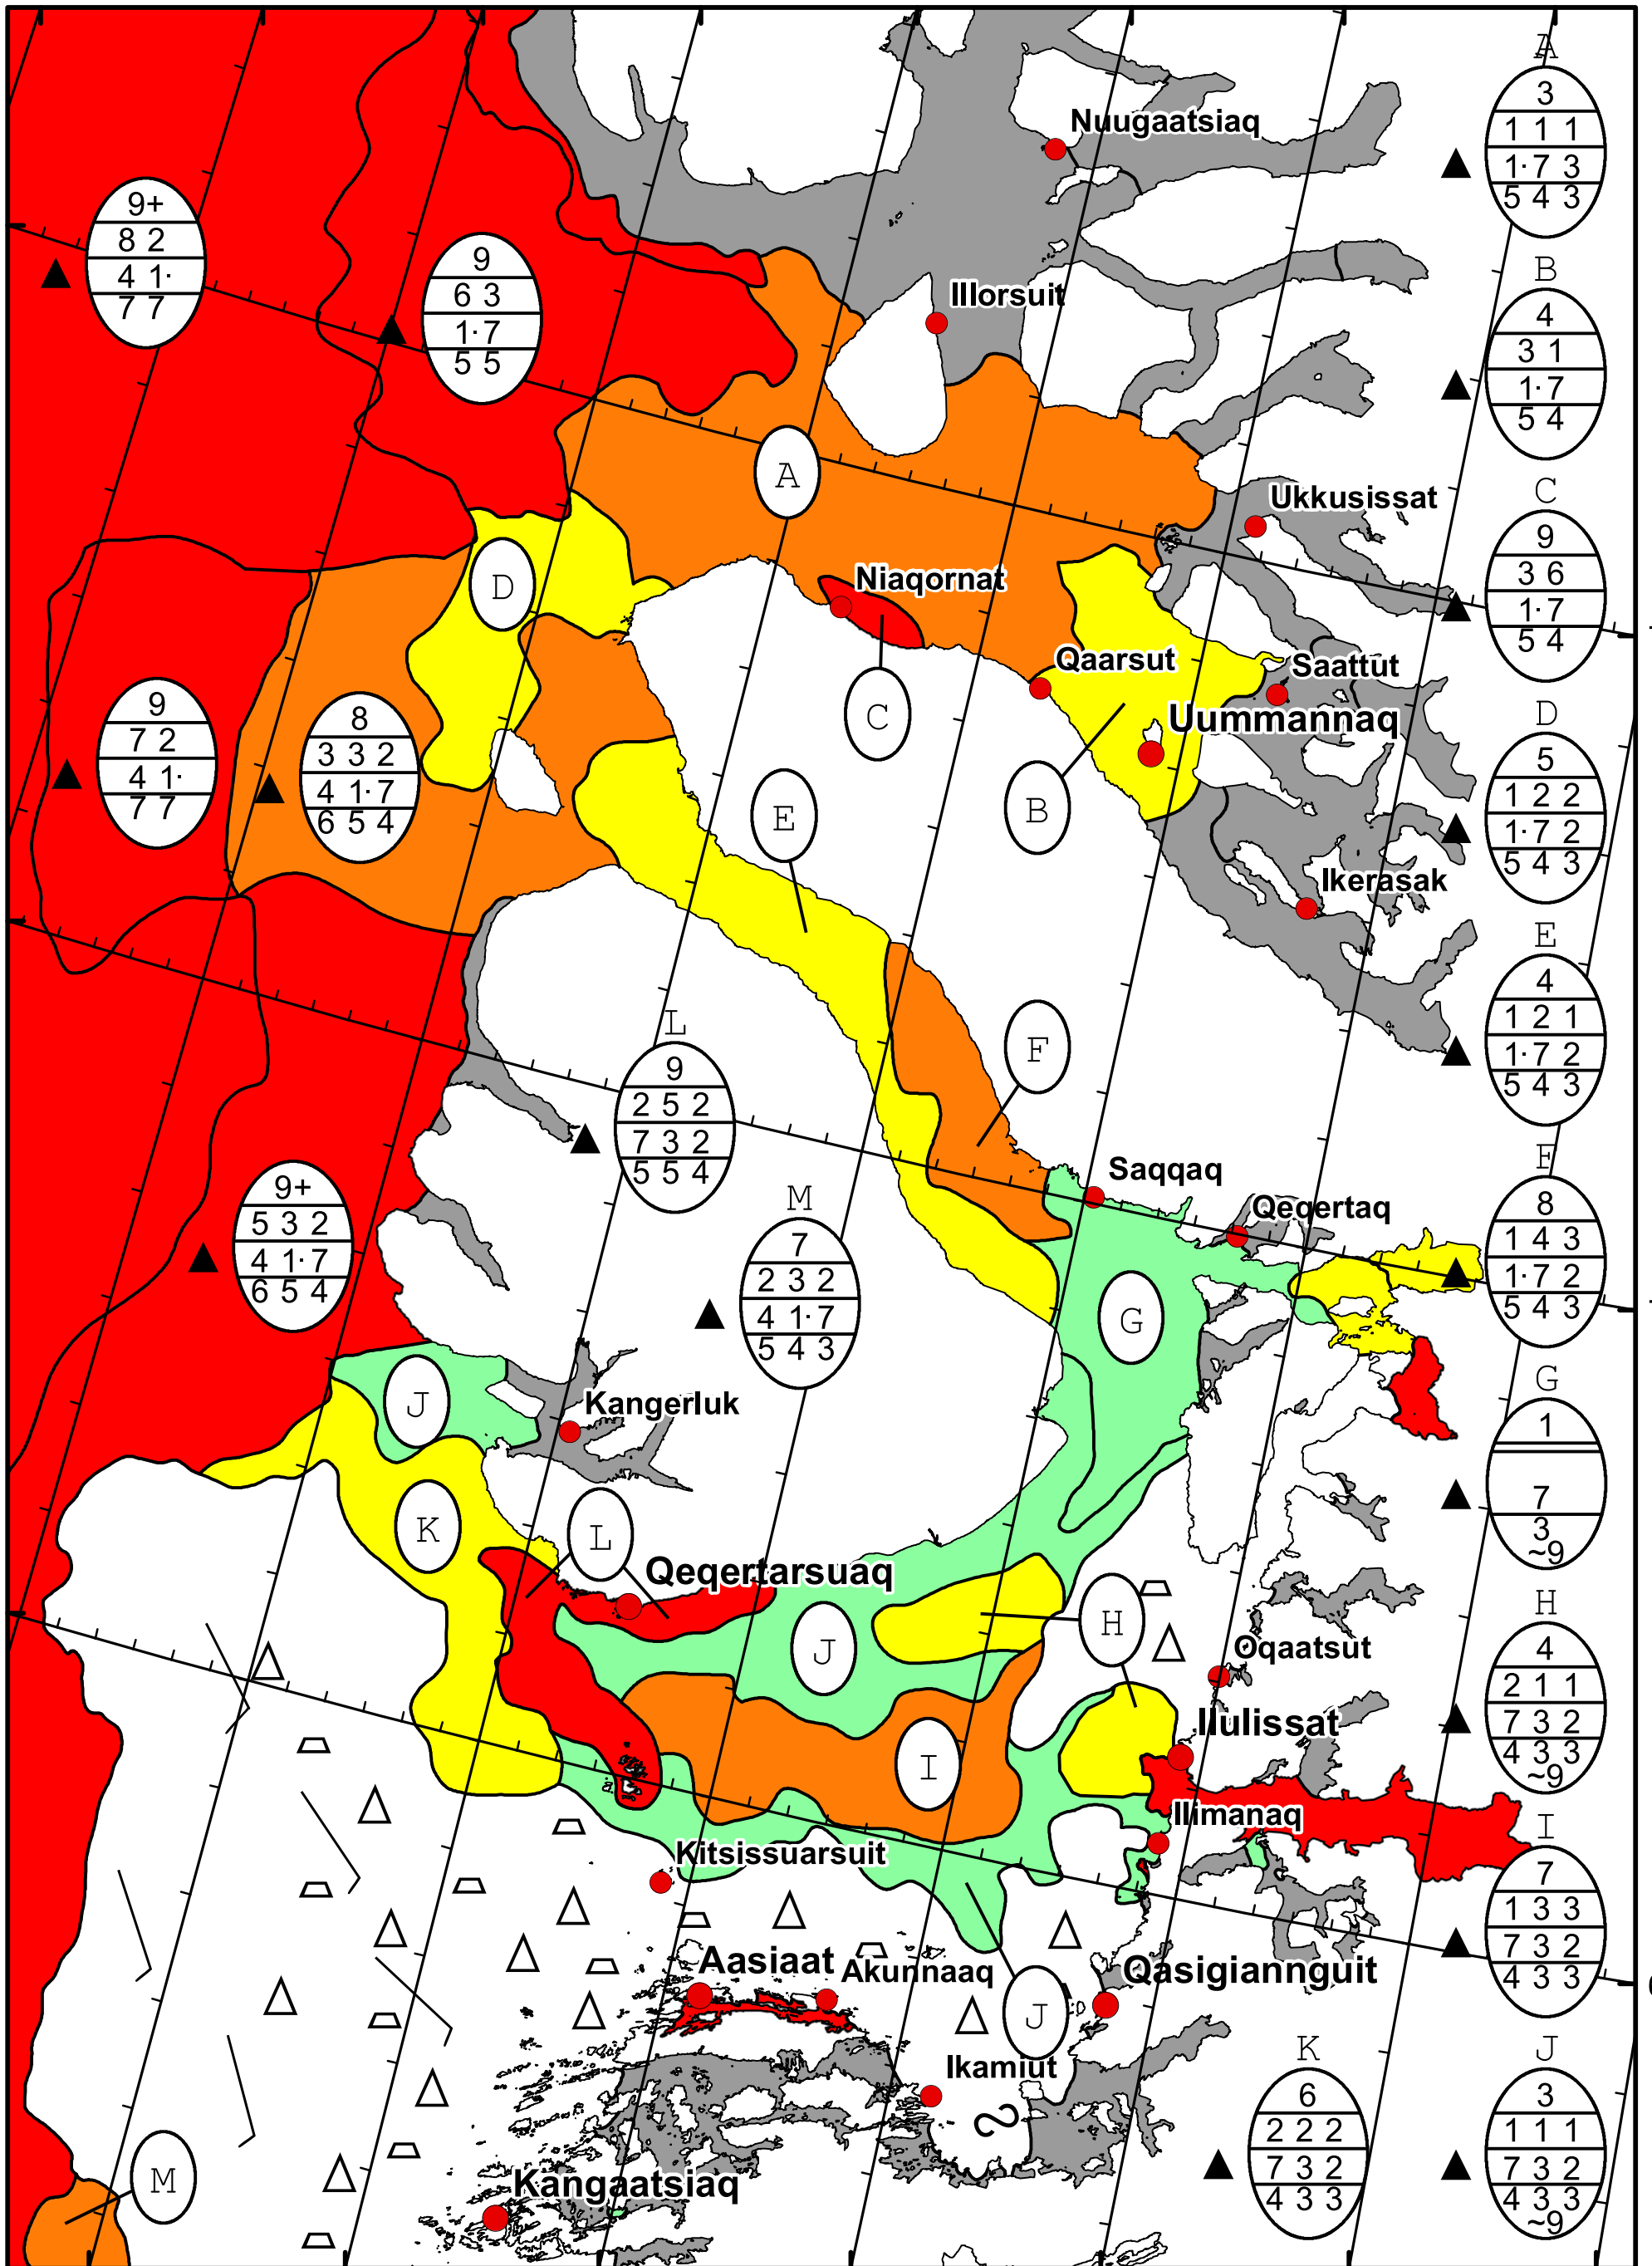 A
3
1 1 1
1· 7 3
5 4 3
Nuugaatsiaq
9+
8 2
4 1·
7 7
9
6 3
1· 7
5 5
B
4
3 1
1· 7
5 4
Illorsuit
A
C
9
3 6
1· 7
5 4
Ukkusissat
D
Niaqornat
Qaarsut
Saattut
Uummannaq
C
9
7 2
4 1·
7 7
8
3 3 2
4 1· 7
6 5 4
D
5
1 2 2
1· 7 2
5 4 3
E
B
Ikerasak
E
4
1 2 1
1· 7 2
5 4 3
L
9
2 5 2
7 3 2
5 5 4
F
Saqqaq
Qeqertaq
F
8
1 4 3
1· 7 2
5 4 3
9+
5 3 2
4 1· 7
6 5 4
M
7
2 3 2
4 1· 7
5 4 3
G
G
1
7
3
~9
J
Kangerluk
K
L
Qeqertarsuaq
H
J
Oqaatsut
H
4
2 1 1
7 3 2
4 3 3
~9
Ilulissat
I
Ilimanaq
I
7
1 3 3
7 3 2
4 3 3
Kitsissuarsuit
Aasiaat
Akunnaaq
Qasigiannguit
J
Ikamiut
K
6
2 2 2
7 3 2
4 3 3
J
3
1 1 1
7 3 2
4 3 3
~9
M
Kangaatsiaq